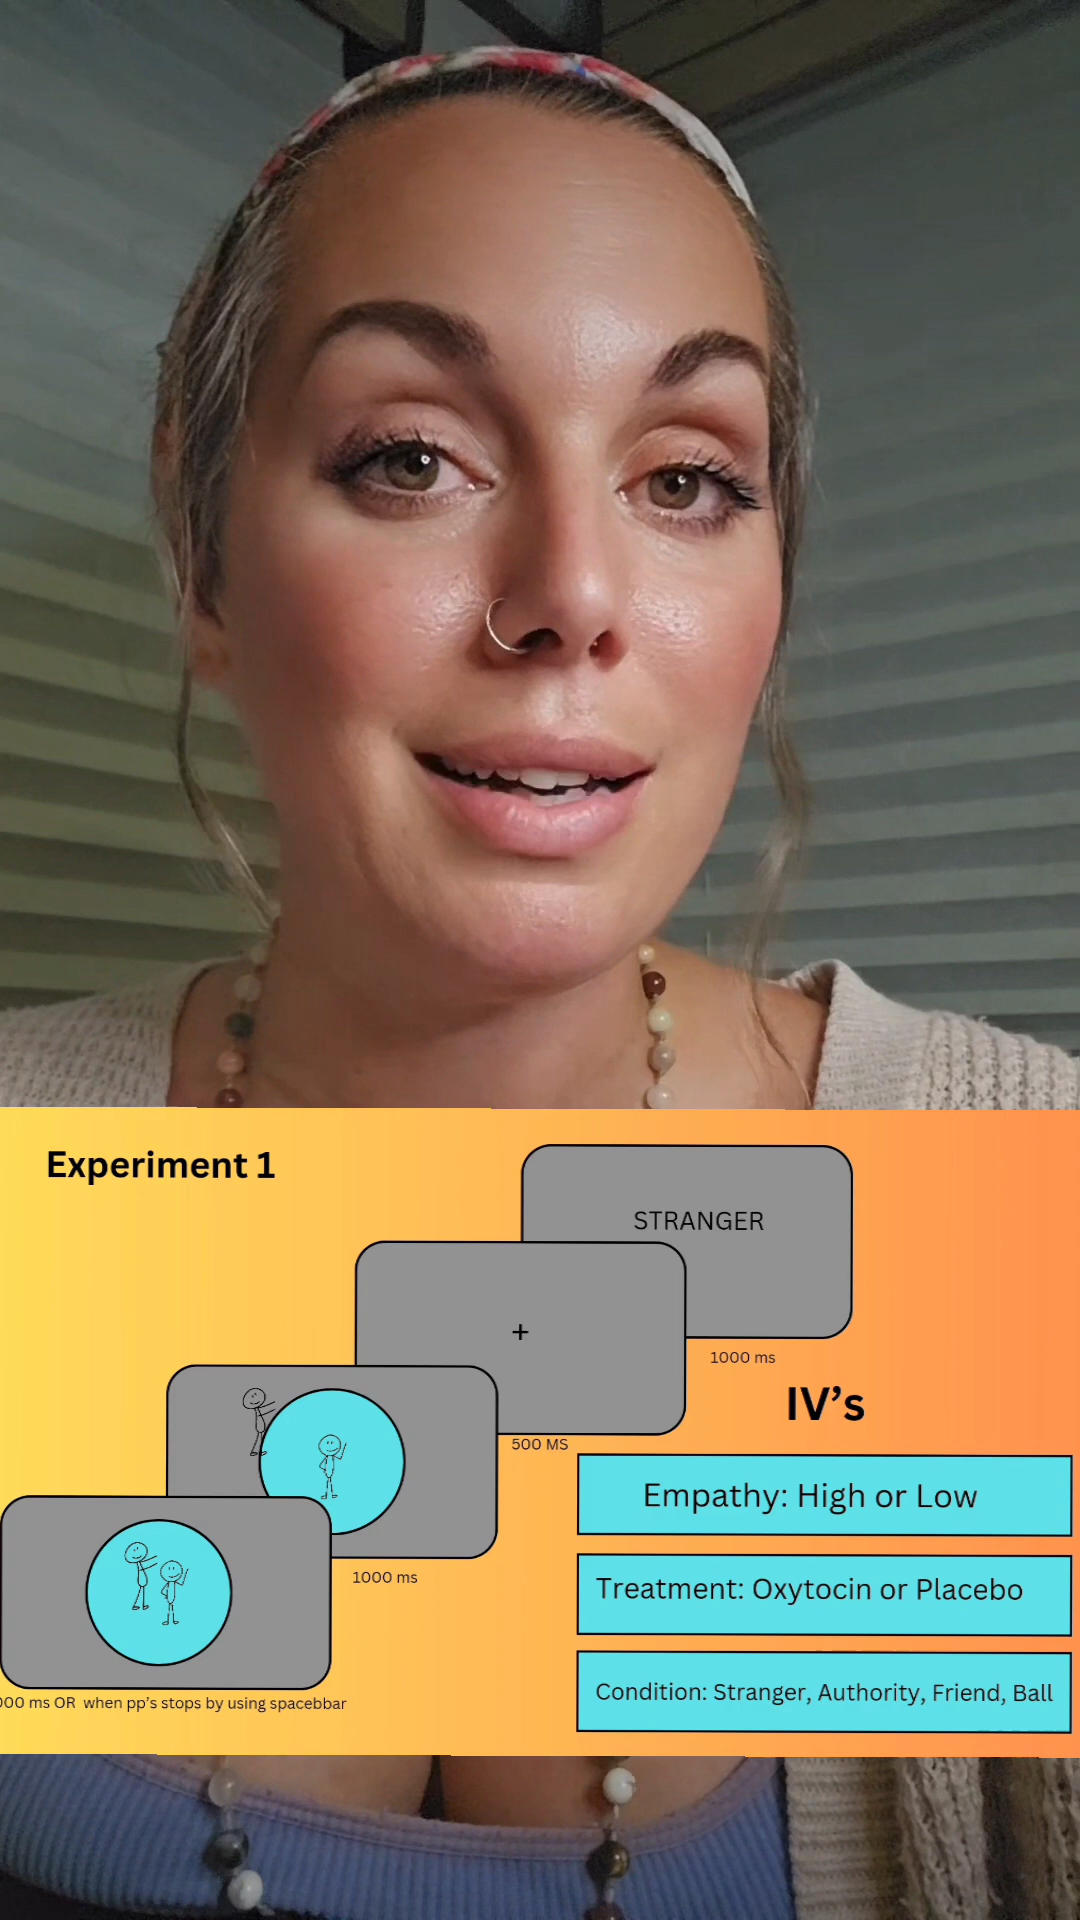 Experiment 1
STRANGER
+
1000 ms
500 MS
1000 ms
000 ms OR when pp's stops by using spacebbar
IV's
Empathy: High or Low
Treatment: Oxytocin or Placebo
Condition: Stranger, Authority, Friend, Ball